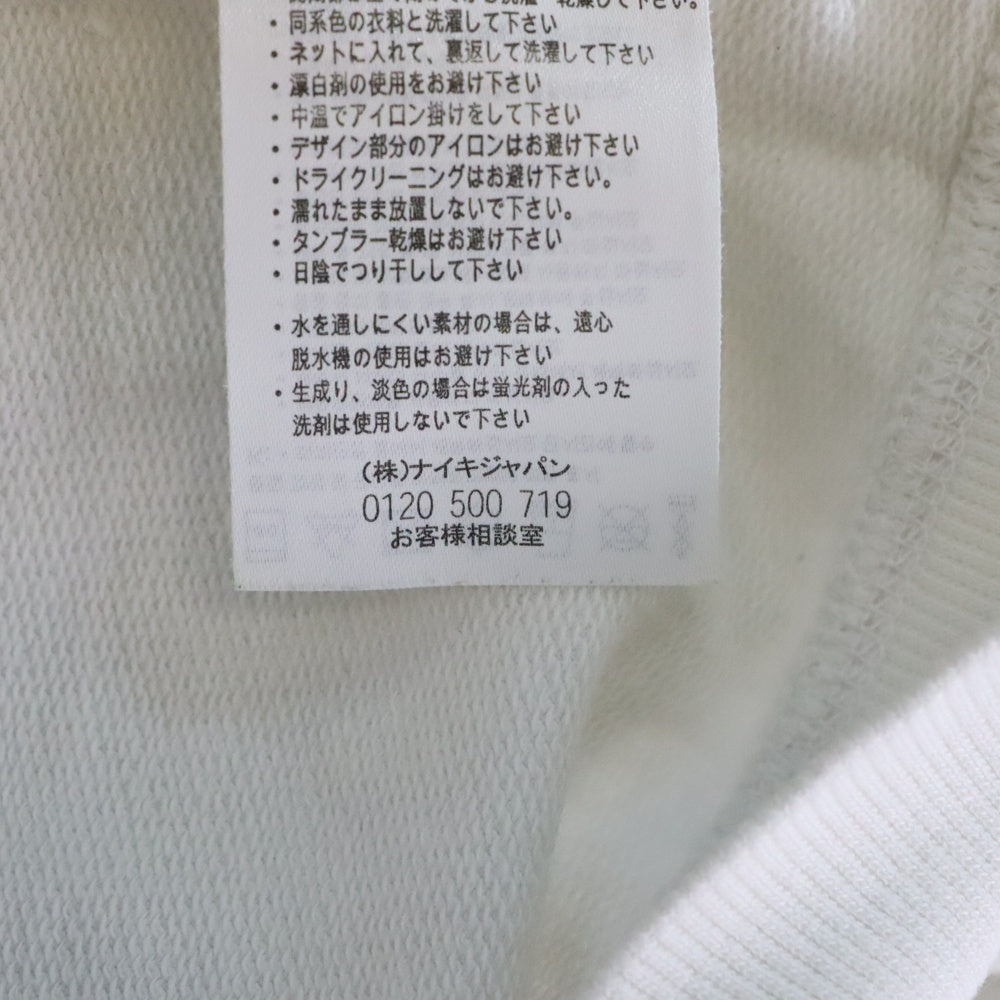 ・同系色の衣料と洗濯して下さい
・ネットに入れて、裏返して洗濯して下さい
・漂白剤の使用をお避け下さい
・中温でアイロン掛けをして下さい
・デザイン部分のアイロンはお避け下さい
・ドライクリーニングはお避け下さい。
・濡れたまま放置しないで下さい。
・タンブラー乾燥はお避け下さい
・日陰でつり干しして下さい
・水を通しにくい素材の場合は、遠心
脱水機の使用はお避け下さい
・生成り、淡色の場合は蛍光剤の入った
洗剤は使用しないで下さい
(株)ナイキジャパン
0120 500 719
お客様相談室